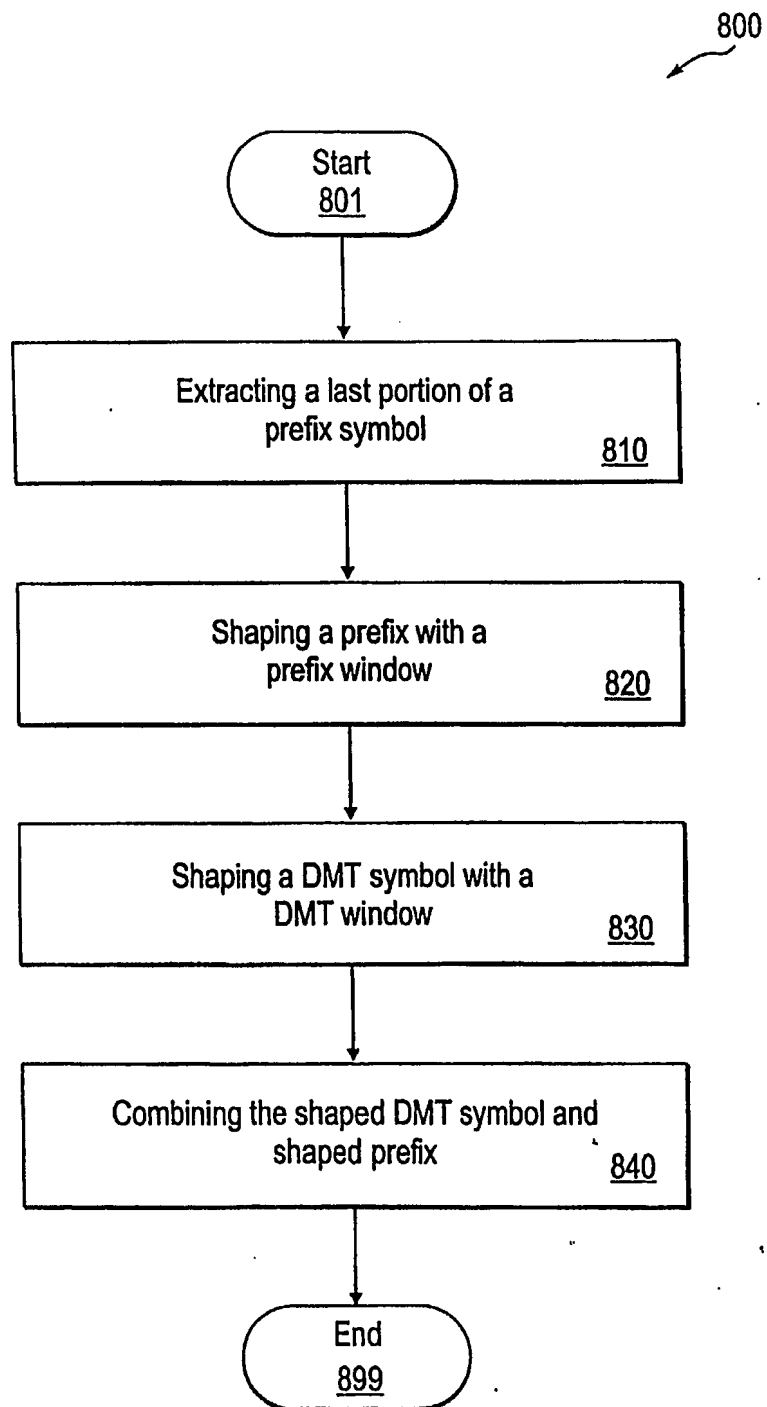 800
Start
801
Extracting a last portion of a
prefix symbol
810
Shaping a prefix with a
prefix window
820
Shaping a DMT symbol with a
DMT window
830
Combining the shaped DMT symbol and
shaped prefix
840
End
899